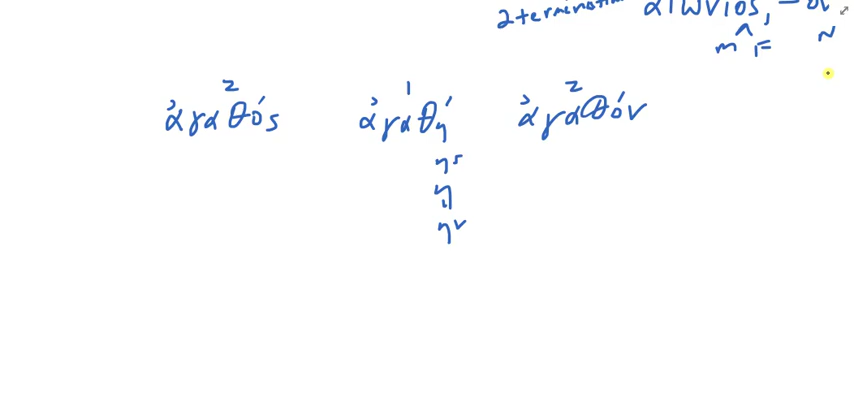 2 termination αἰώνιος, – ον
m F N
2 1 2
ἀγαθός ἀγαθή ἀγαθόν
ης
ῃ
ην